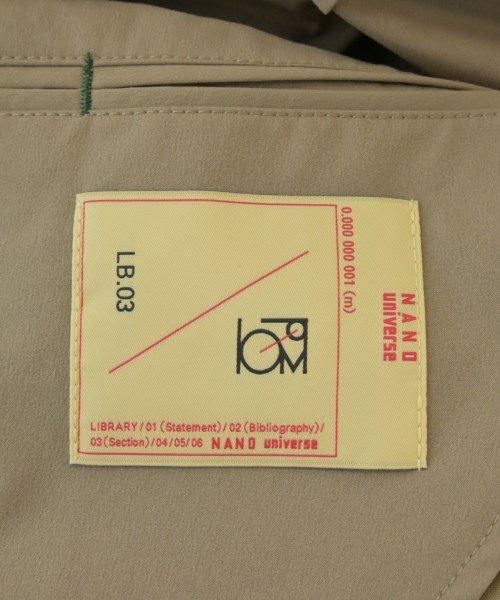 NANO
universe
0.000 000 001 (m)
LB.03
LIBRARY/01 (Statement)/02 (Bibliography)/
03(Section)/04/05/06 NANO universe